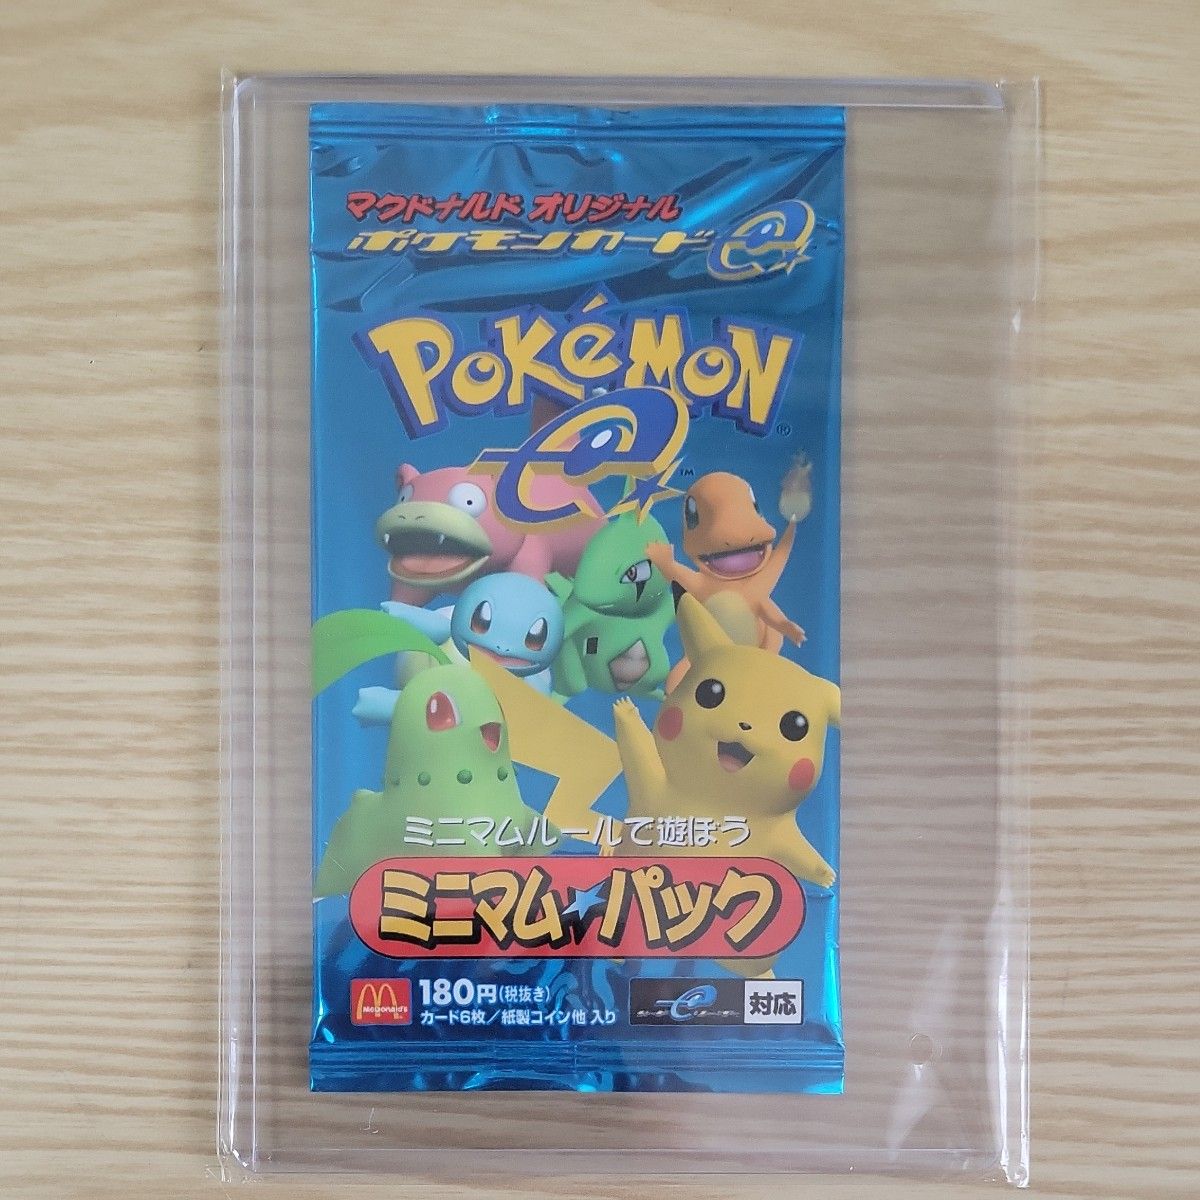 マクドナルド オリジナル
ポケモンカードe
POKéMON®
e™
ミニマムルールで遊ぼう
ミニマム★パック
McDonald's
180円(税抜き)
カード6枚/紙製コイン他 入り
e
対応